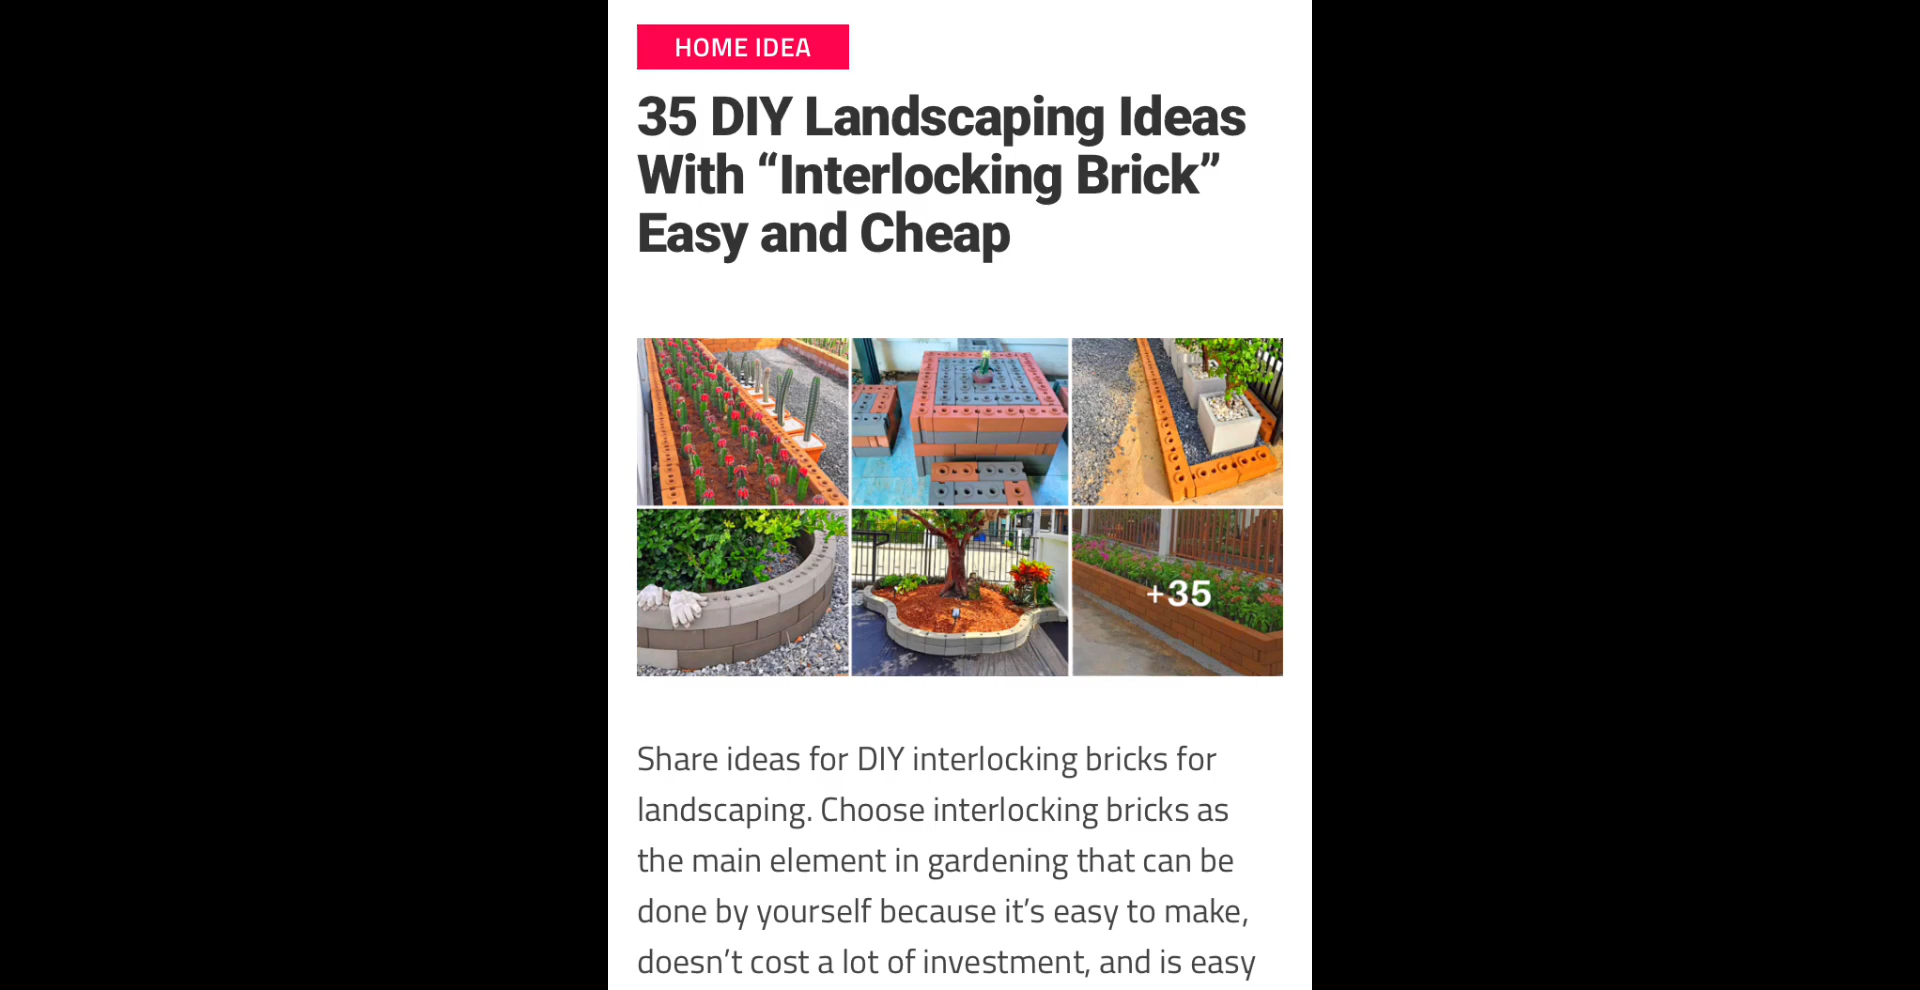 HOME IDEA
35 DIY Landscaping Ideas
With “Interlocking Brick”
Easy and Cheap
+35
Share ideas for DIY interlocking bricks for
landscaping. Choose interlocking bricks as
the main element in gardening that can be
done by yourself because it’s easy to make,
doesn’t cost a lot of investment, and is easy